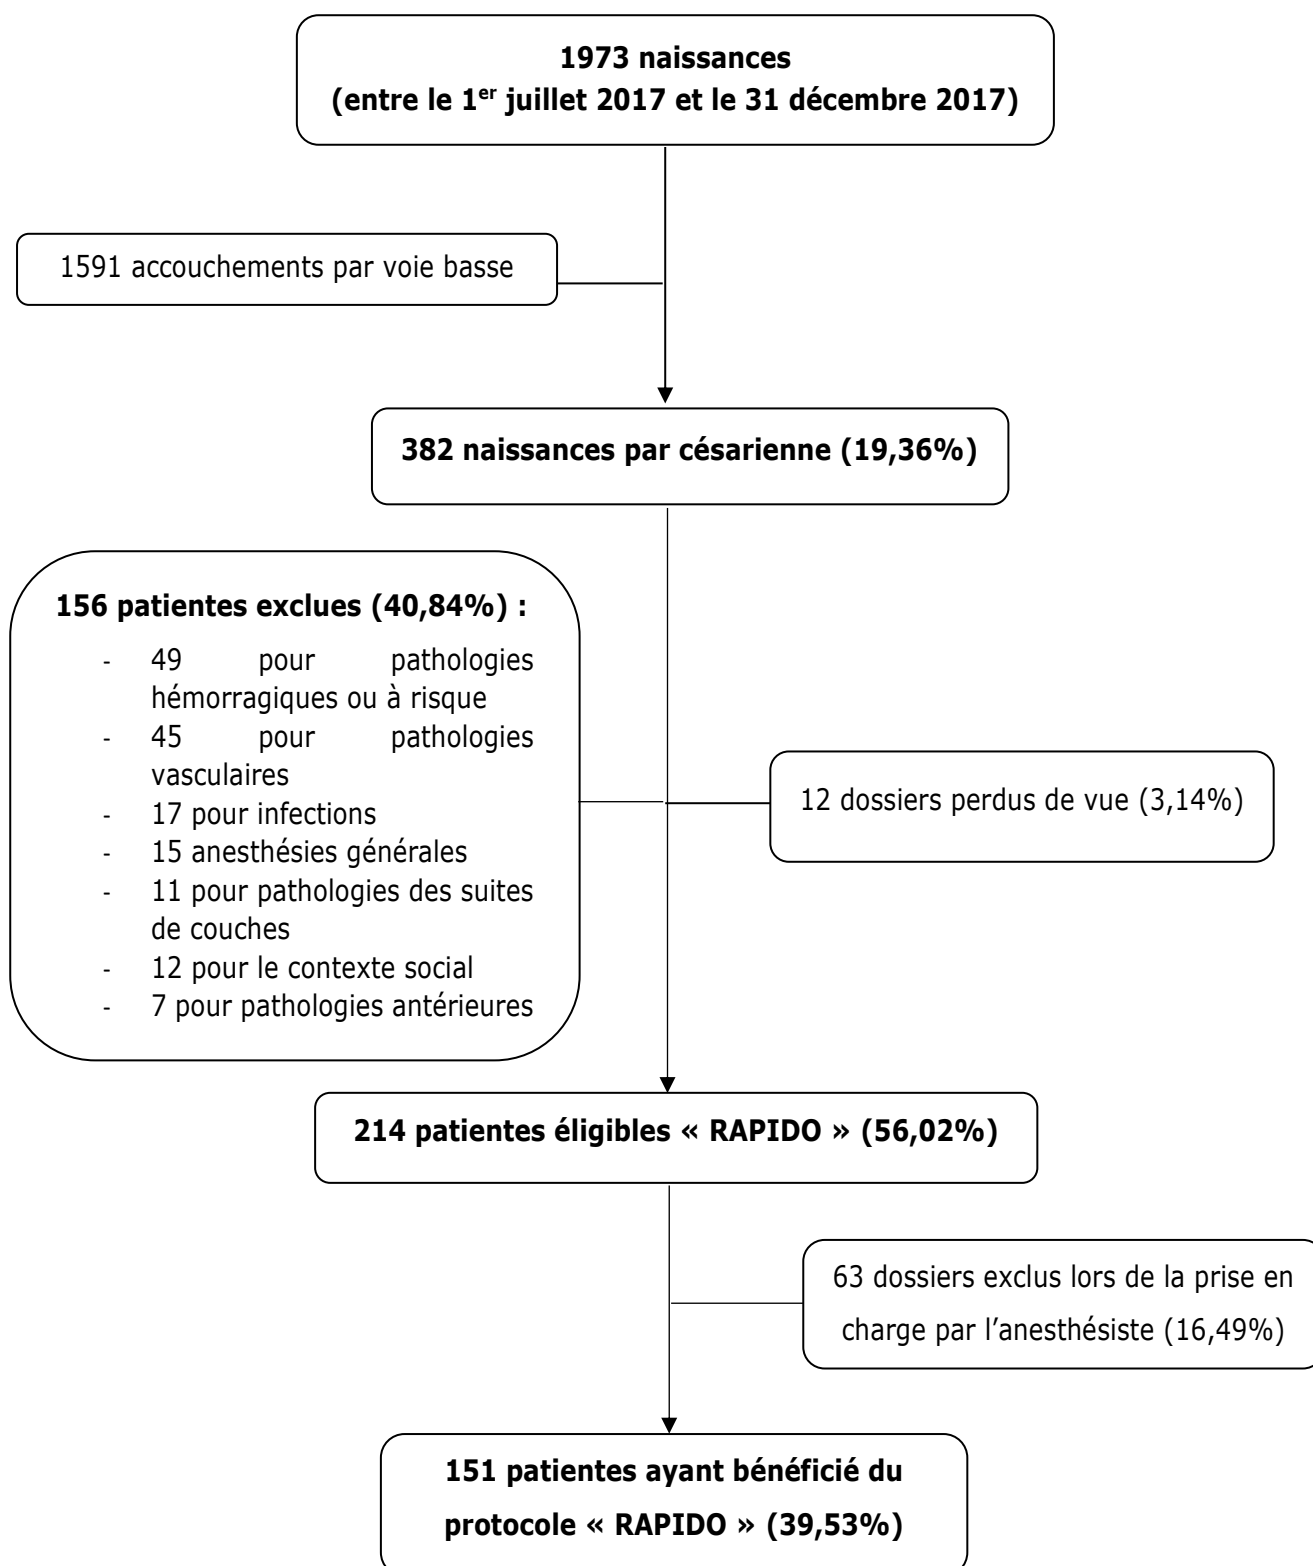 1973 naissances
(entre le 1er juillet 2017 et le 31 décembre 2017)
1591 accouchements par voie basse
382 naissances par césarienne (19,36%)
156 patientes exclues (40,84%) :
- 49 pour pathologies
hémorragiques ou à risque
- 45 pour pathologies
vasculaires
- 17 pour infections
- 15 anesthésies générales
- 11 pour pathologies des suites
de couches
- 12 pour le contexte social
- 7 pour pathologies antérieures
12 dossiers perdus de vue (3,14%)
214 patientes éligibles « RAPIDO » (56,02%)
63 dossiers exclus lors de la prise en
charge par l'anesthésiste (16,49%)
151 patientes ayant bénéficié du
protocole « RAPIDO » (39,53%)